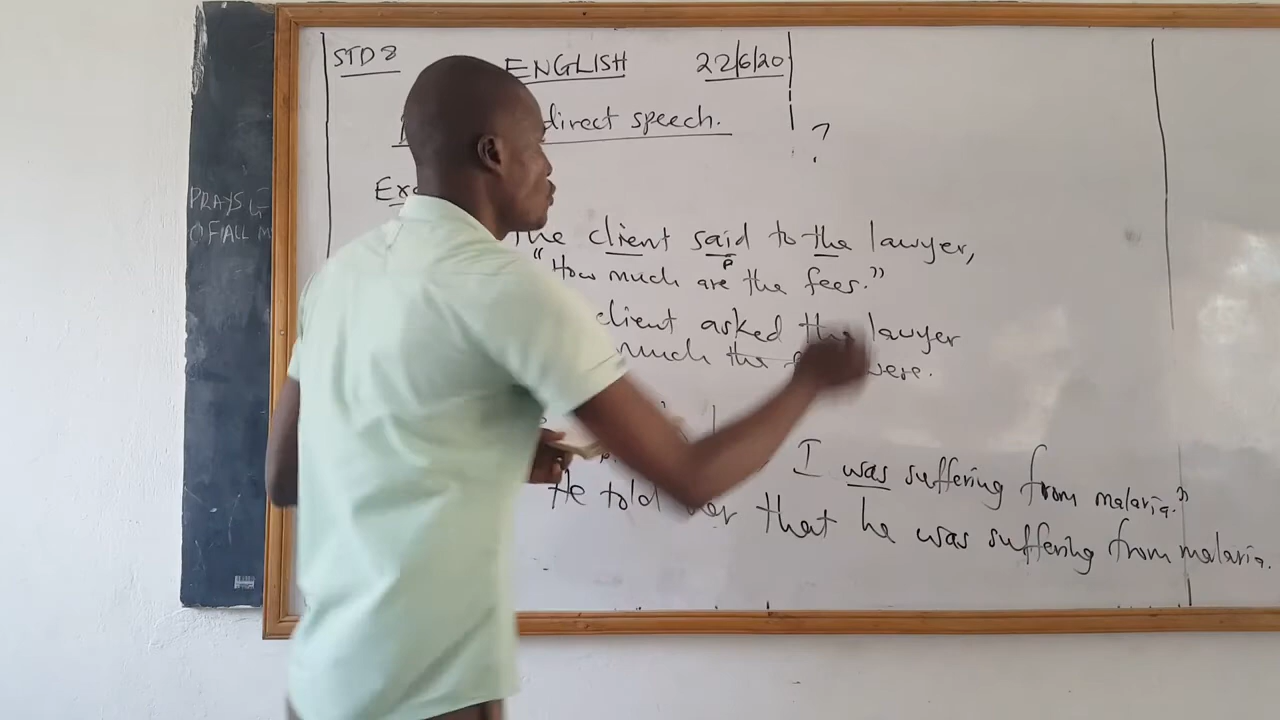 STD 8 ENGLISH 22/6/20
direct speech.
?
PRAYS
The client said to the lawyer,
P
"How much are the fees."
client asked the lawyer
much the were.
I was suffering from malaria."
He told her that he was suffering from malaria.